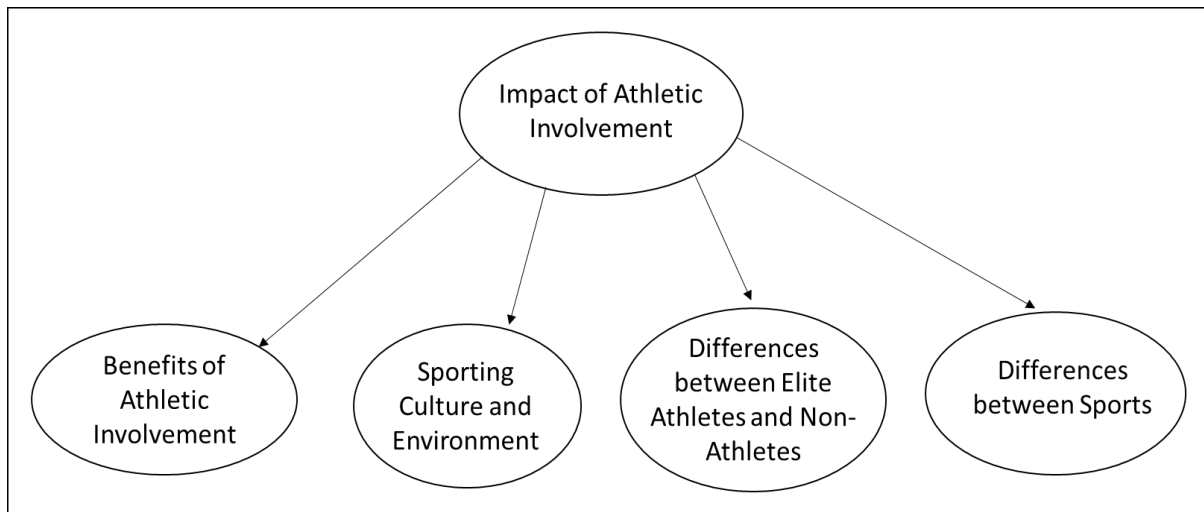 Impact of Athletic
Involvement
Benefits of
Athletic
Involvement
Sporting
Culture and
Environment
Differences
between Elite
Athletes and Non-
Athletes
Differences
between Sports